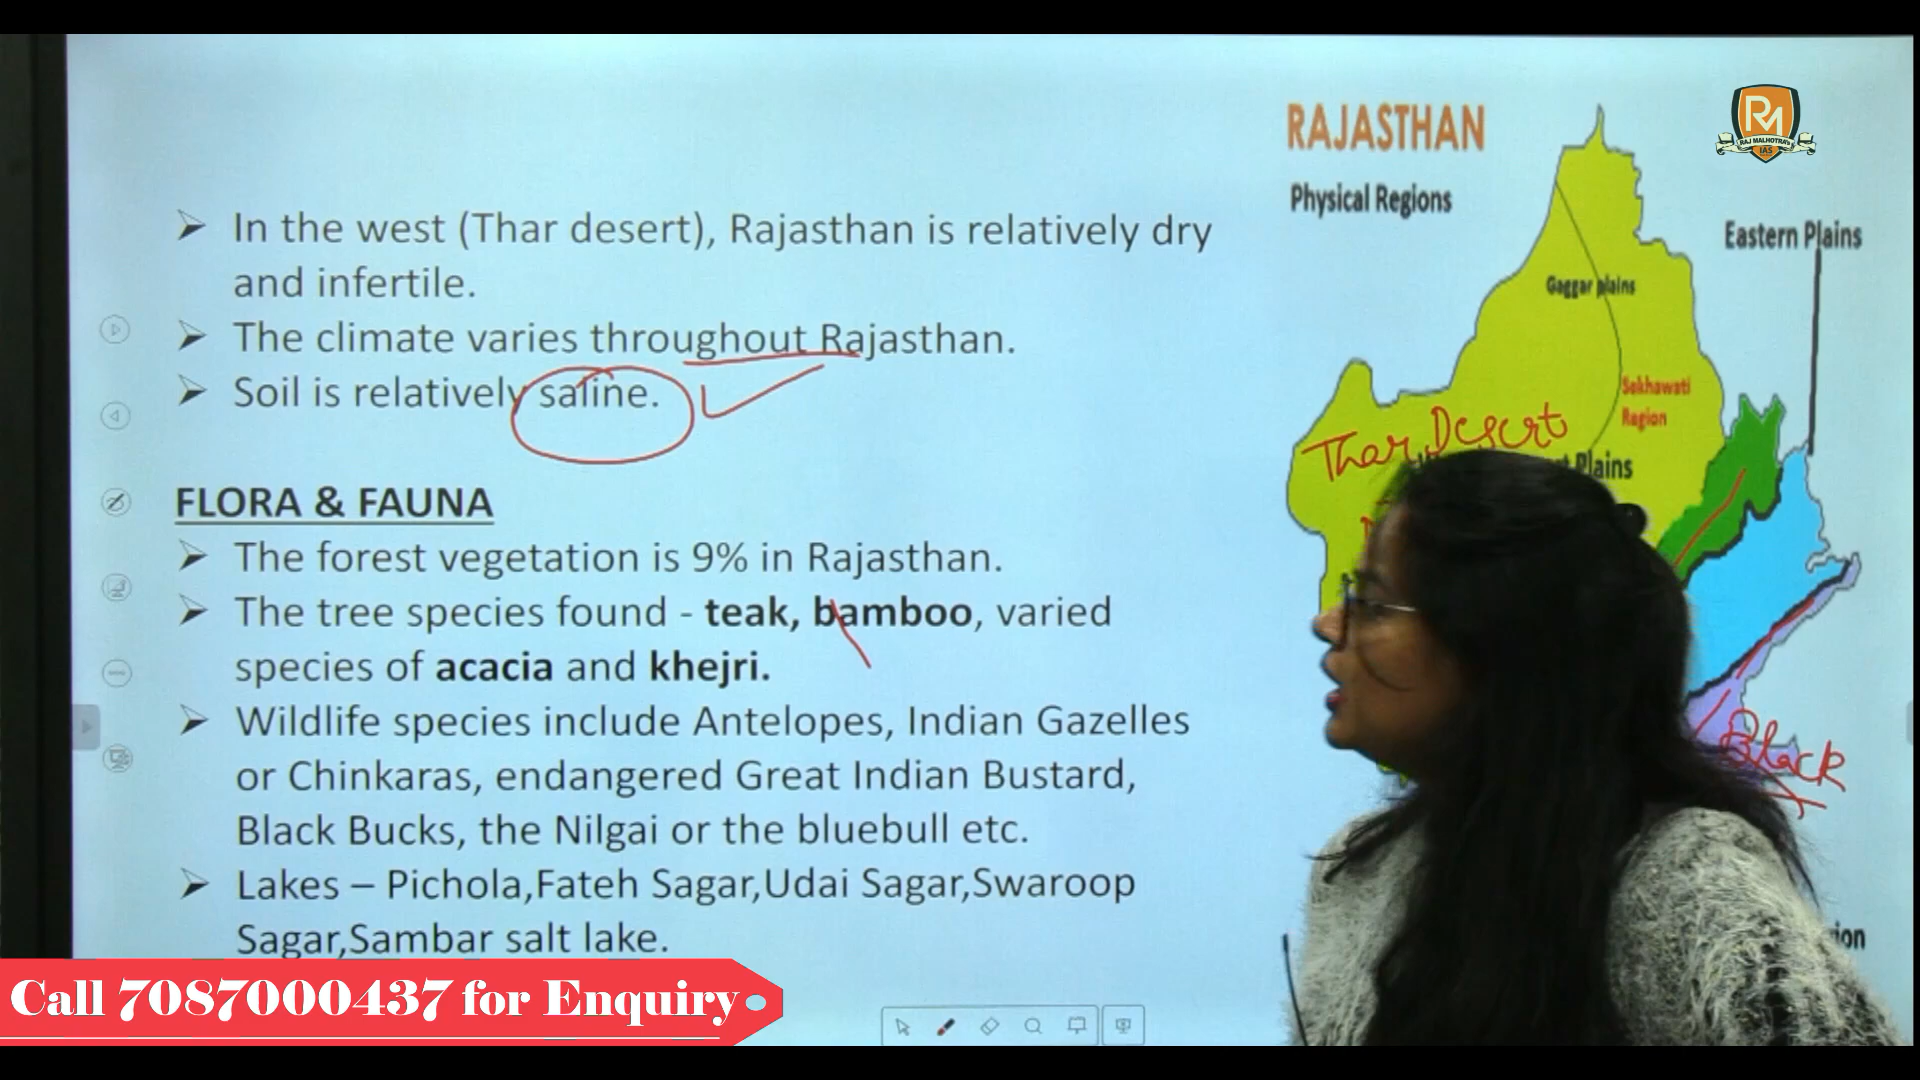 RAJASTHAN
Physical Regions
Eastern Plains
RM
RAJ MALHOTRA'S
IAS
➢ In the west (Thar desert), Rajasthan is relatively dry
and infertile.
➢ The climate varies throughout Rajasthan.
➢ Soil is relatively saline.
Gaggar plains
Sekhawati
Region
Thar Desert
Plains
FLORA & FAUNA
➢ The forest vegetation is 9% in Rajasthan.
➢ The tree species found - teak, bamboo, varied
species of acacia and khejri.
➢ Wildlife species include Antelopes, Indian Gazelles
or Chinkaras, endangered Great Indian Bustard,
Black Bucks, the Nilgai or the bluebull etc.
➢ Lakes – Pichola,Fateh Sagar,Udai Sagar,Swaroop
Sagar,Sambar salt lake.
Black
Call 7087000437 for Enquiry